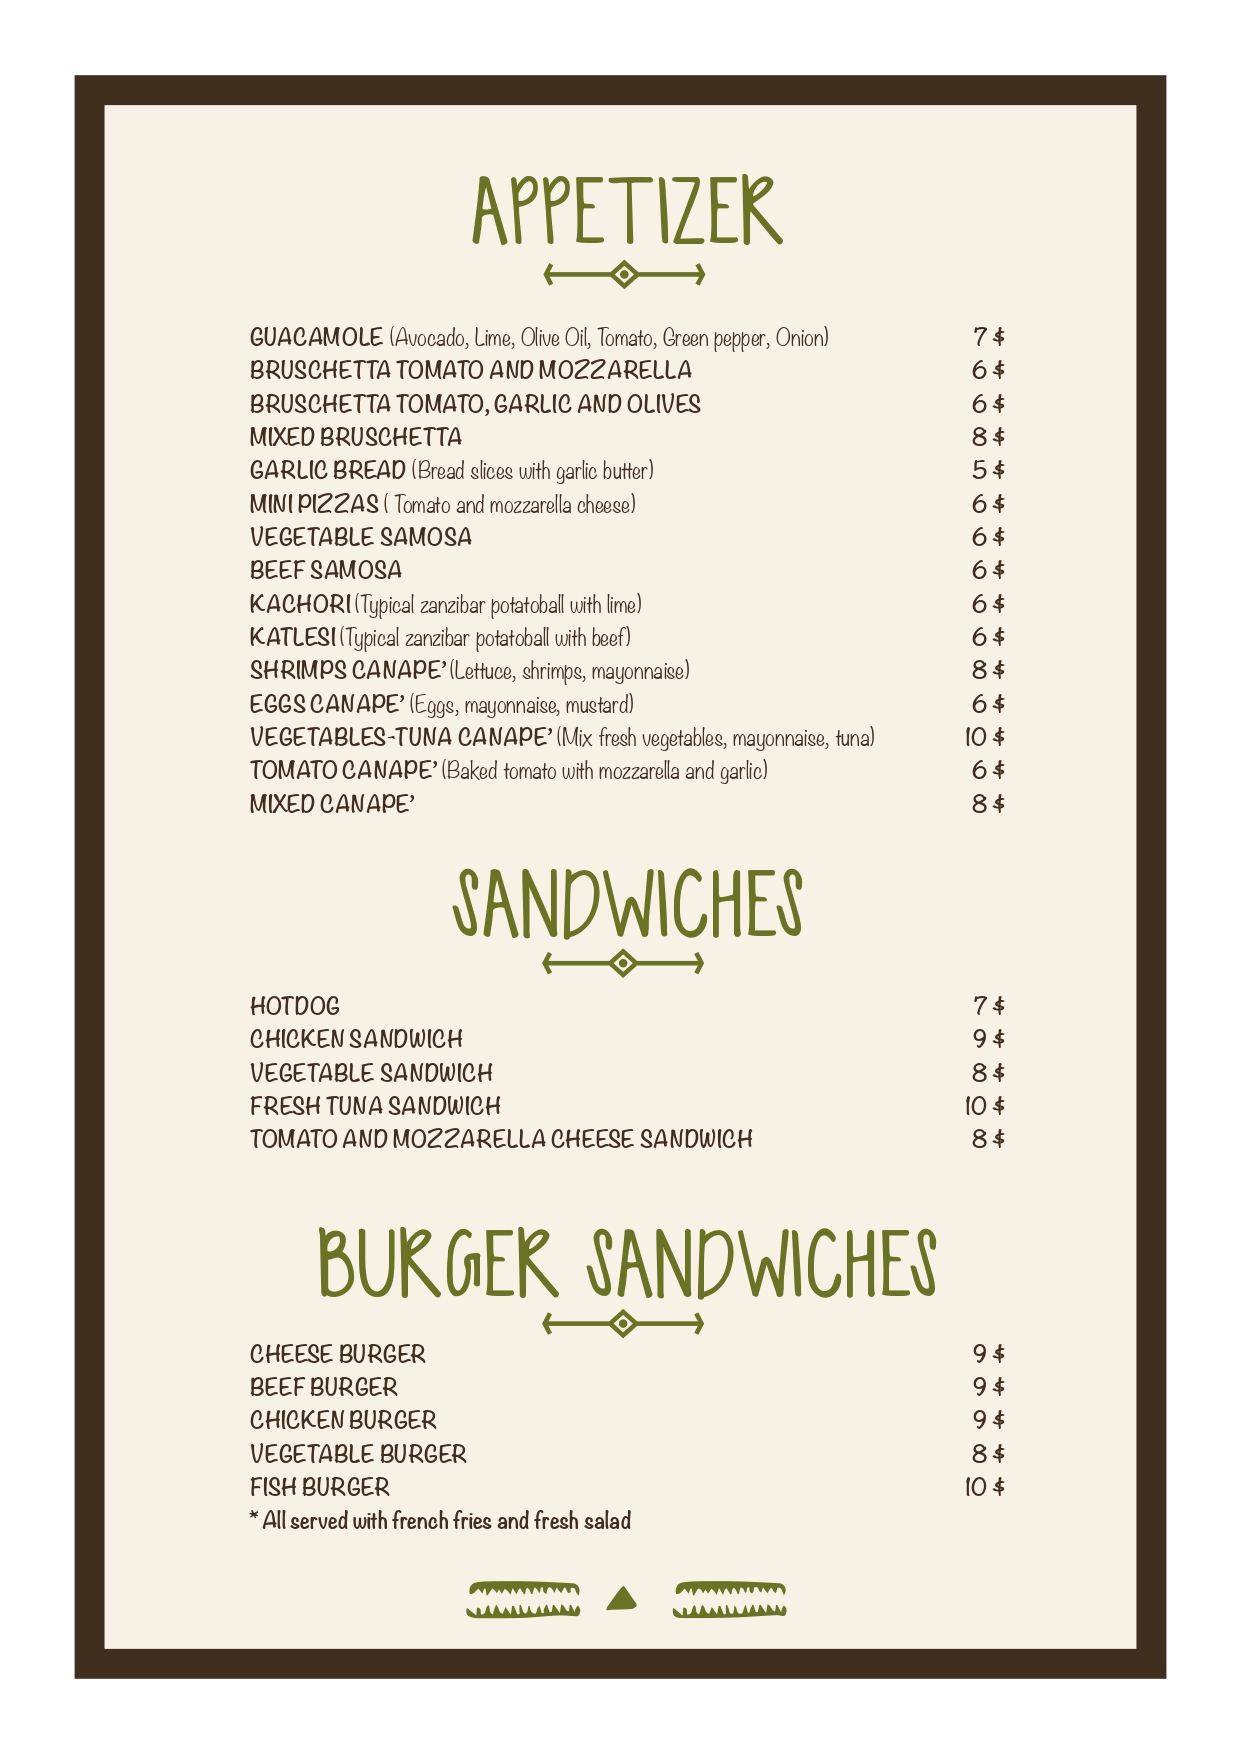 APPETIZER
GUACAMOLE (Avocado, Lime, Olive Oil, Tomato, Green pepper, Onion) 7 $
BRUSCHETTA TOMATO AND MOZZARELLA 6 $
BRUSCHETTA TOMATO, GARLIC AND OLIVES 6 $
MIXED BRUSCHETTA 8 $
GARLIC BREAD (Bread slices with garlic butter) 5 $
MINI PIZZAS ( Tomato and mozzarella cheese) 6 $
VEGETABLE SAMOSA 6 $
BEEF SAMOSA 6 $
KACHORI (Typical zanzibar potatoball with lime) 6 $
KATLESI (Typical zanzibar potatoball with beef) 6 $
SHRIMPS CANAPE' (Lettuce, shrimps, mayonnaise) 8 $
EGGS CANAPE' (Eggs, mayonnaise, mustard) 6 $
VEGETABLES-TUNA CANAPE' (Mix fresh vegetables, mayonnaise, tuna) 10 $
TOMATO CANAPE' (Baked tomato with mozzarella and garlic) 6 $
MIXED CANAPE' 8 $
SANDWICHES
HOTDOG 7 $
CHICKEN SANDWICH 9 $
VEGETABLE SANDWICH 8 $
FRESH TUNA SANDWICH 10 $
TOMATO AND MOZZARELLA CHEESE SANDWICH 8 $
BURGER SANDWICHES
CHEESE BURGER 9 $
BEEF BURGER 9 $
CHICKEN BURGER 9 $
VEGETABLE BURGER 8 $
FISH BURGER 10 $
* All served with french fries and fresh salad